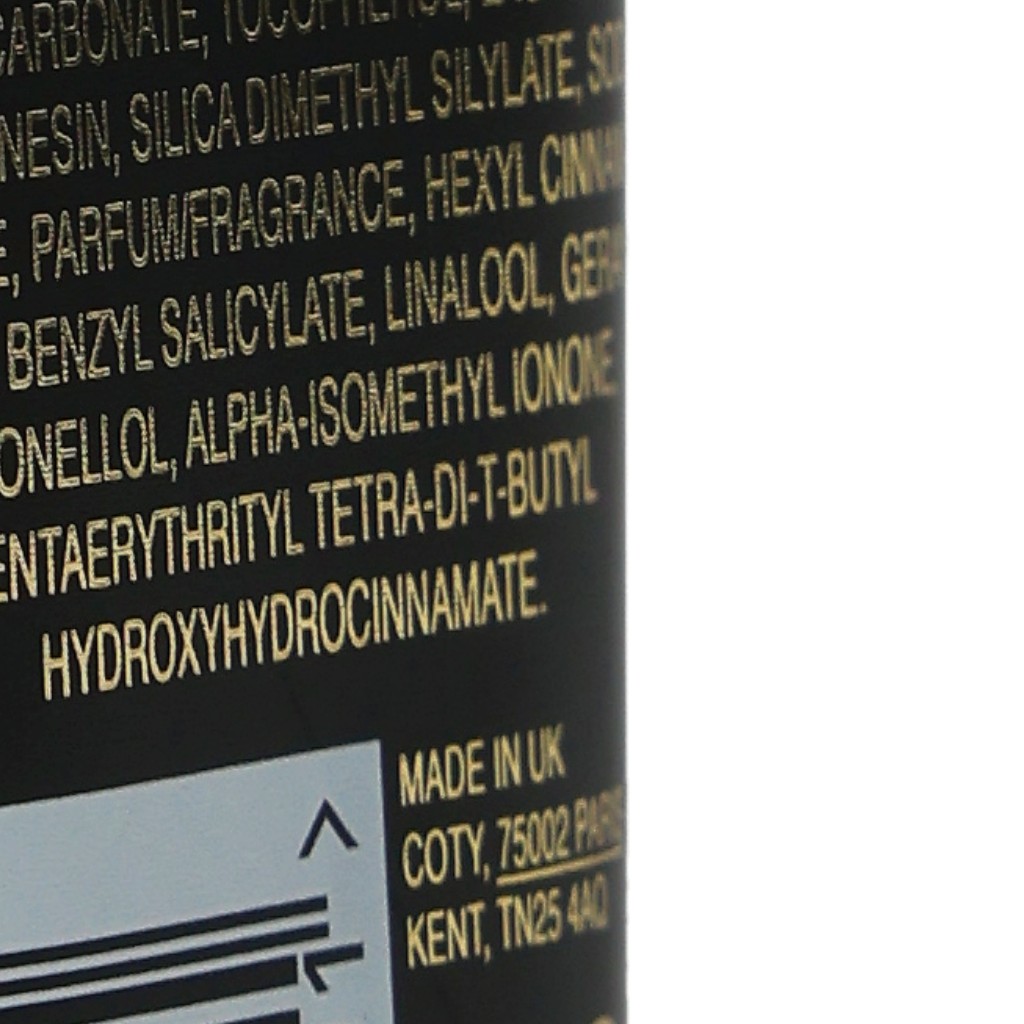 CARBONATE, TOCOPHEROL,
NESIN, SILICA DIMETHYL SILYLATE,
PARFUM/FRAGRANCE, HEXYL
BENZYL SALICYLATE, LINALOOL,
ONELLOL, ALPHA-ISOMETHYL IONONE
ENTAERYTHRITYL TETRA-DI-T-BUTYL
HYDROXYHYDROCINNAMATE.
MADE IN UK
COTY, 75002 PARIS
KENT, TN25 4AQ